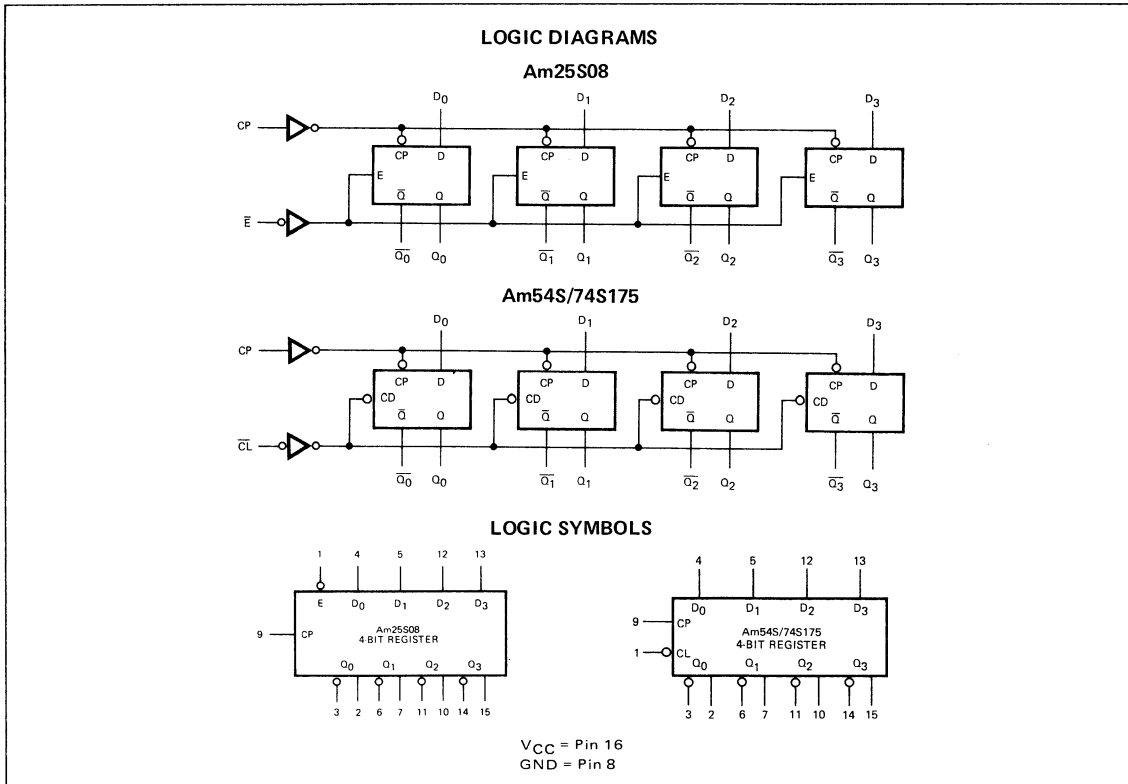 LOGIC DIAGRAMS
Am25S08
D0 D1 D2 D3
CP
CP D CP D CP D CP D
E E E E
Q̅ Q Q̅ Q Q̅ Q Q̅ Q
E̅
Q̅0 Q0 Q̅1 Q1 Q̅2 Q2 Q̅3 Q3
Am54S/74S175
D0 D1 D2 D3
CP
CP D CP D CP D CP D
CD CD CD CD
Q̅ Q Q̅ Q Q̅ Q Q̅ Q
C̅L̅
Q̅0 Q0 Q̅1 Q1 Q̅2 Q2 Q̅3 Q3
LOGIC SYMBOLS
1 4 5 12 13
E D0 D1 D2 D3
9 CP
Am25S08
4-BIT REGISTER
Q0 Q1 Q2 Q3
3 2 6 7 11 10 14 15
4 5 12 13
D0 D1 D2 D3
9 CP
Am54S/74S175
4-BIT REGISTER
1 CL
Q0 Q1 Q2 Q3
3 2 6 7 11 10 14 15
VCC = Pin 16
GND = Pin 8